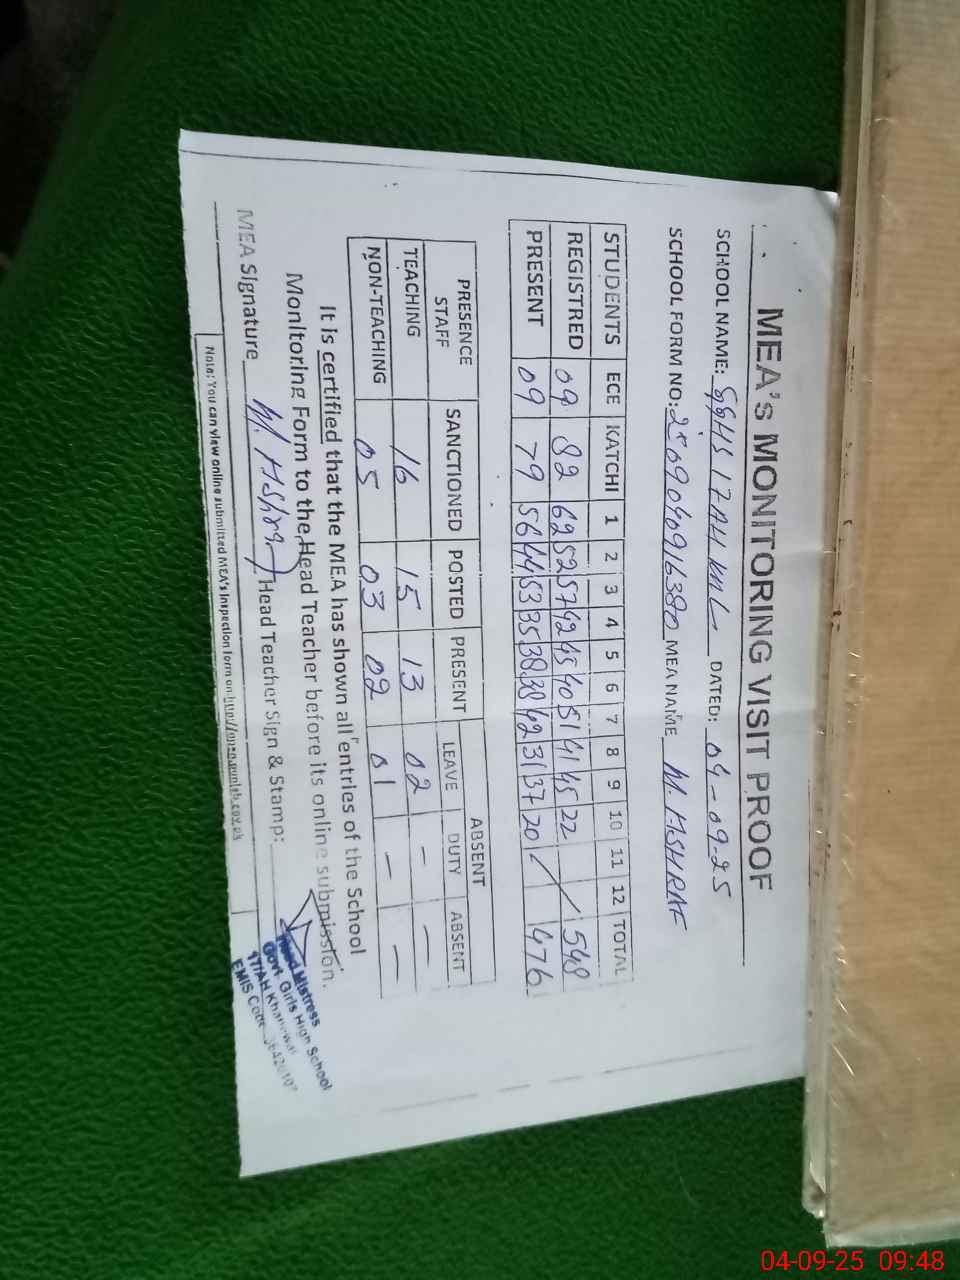 MEA's MONITORING VISIT PROOF
SCHOOL NAME: GGHS 17AH KWL DATED: 04-09-25
SCHOOL FORM NO: MEA NAME M. ASHRAF
STUDENTS ECE KATCHI 1 2 3 4 5 6 7 8 9 10 11 12 TOTAL
REGISTRED 09 82 62 52 57 42 45 40 51 41 45 22 548
PRESENT 09 79 56 44 53 35 38 38 42 31 37 20 476
PRESENCE STAFF SANCTIONED POSTED PRESENT ABSENT
LEAVE DUTY ABSENT
TEACHING 16 15 13 02 - -
NON-TEACHING 05 03 02 01 - -
It is certified that the MEA has shown all entries of the School
Monitoring Form to the Head Teacher before its online submission.
MEA Signature M. Ashraf Head Teacher Sign & Stamp:
Head Mistress
Govt. Girls High School
17/AH Khanewal
EMIS Code
Note: You can view online submitted MEA's Inspection form on
04-09-25 09:48